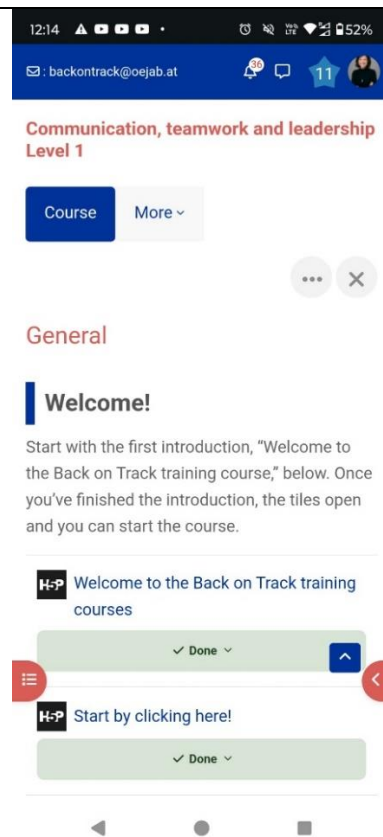 12:14
52%
: backontrack@oejab.at
36
11
Communication, teamwork and leadership
Level 1
Course
More
General
Welcome!
Start with the first introduction, “Welcome to
the Back on Track training course,” below. Once
you’ve finished the introduction, the tiles open
and you can start the course.
H-P Welcome to the Back on Track training
courses
✓ Done
H-P Start by clicking here!
✓ Done